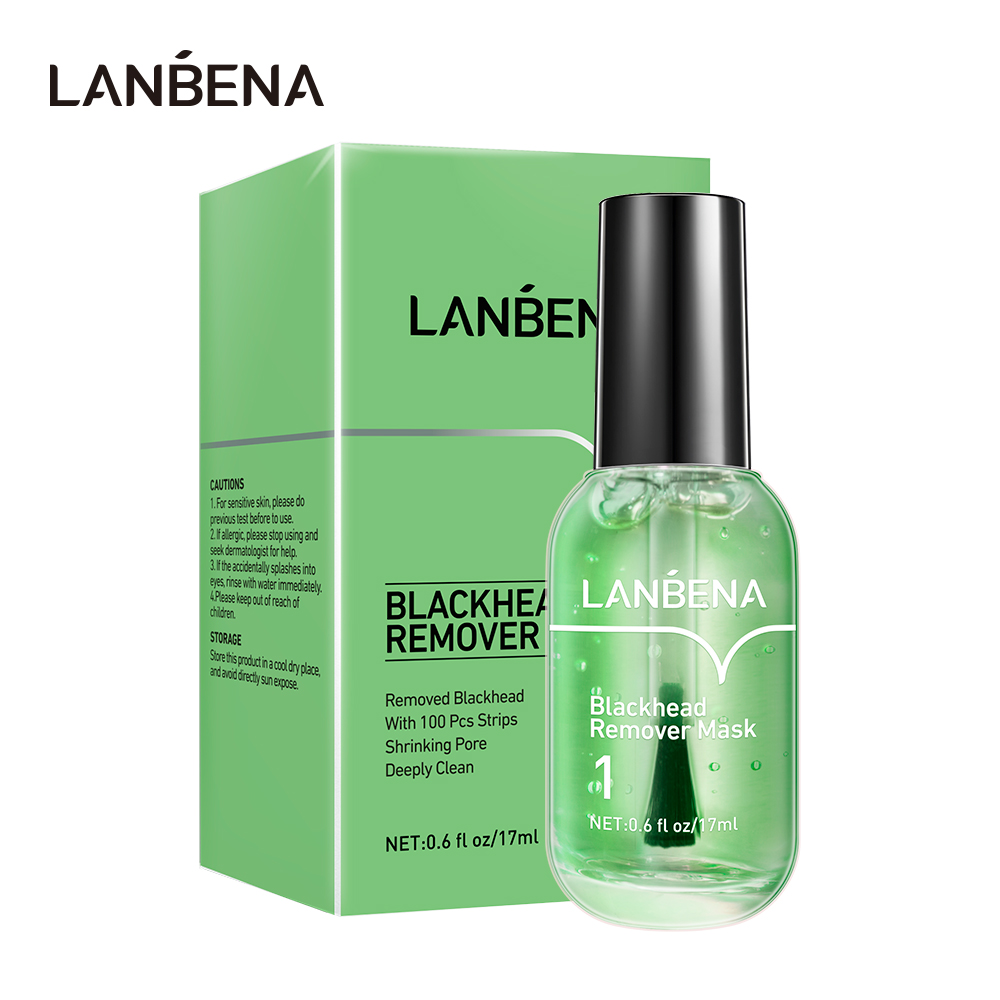 LANBENA
LANBEN
CAUTIONS
1. For sensitive skin, please do
previous test before to use.
2. If allergic, please stop using and
seek dermatologist for help.
3. If the accidentally splashes into
eyes, rinse with water immediately.
4.Please keep out of reach of
children.
STORAGE
Store this product in a cool dry place,
and avoid directly sun expose.
BLACKHEA
REMOVER
Removed Blackhead
With 100 Pcs Strips
Shrinking Pore
Deeply Clean
NET:0.6 fl oz/17ml
LANBENA
Blackhead
Remover Mask
1
NET:0.6 fl oz/17ml